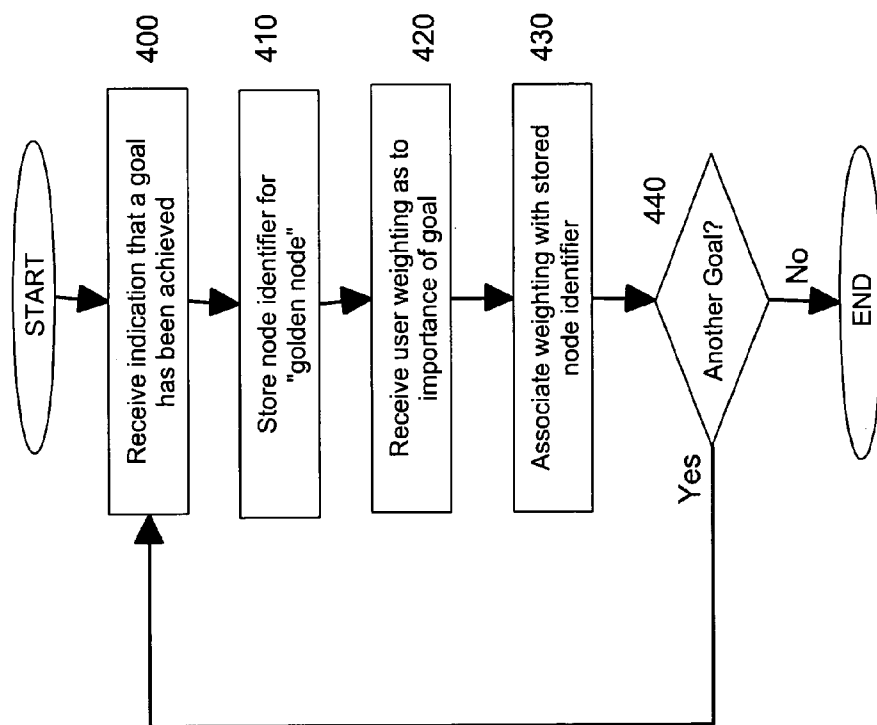 START
400
Receive indication that a goal
has been achieved
410
Store node identifier for
"golden node"
420
Receive user weighting as to
importance of goal
430
Associate weighting with stored
node identifier
440
Another Goal?
Yes
No
END